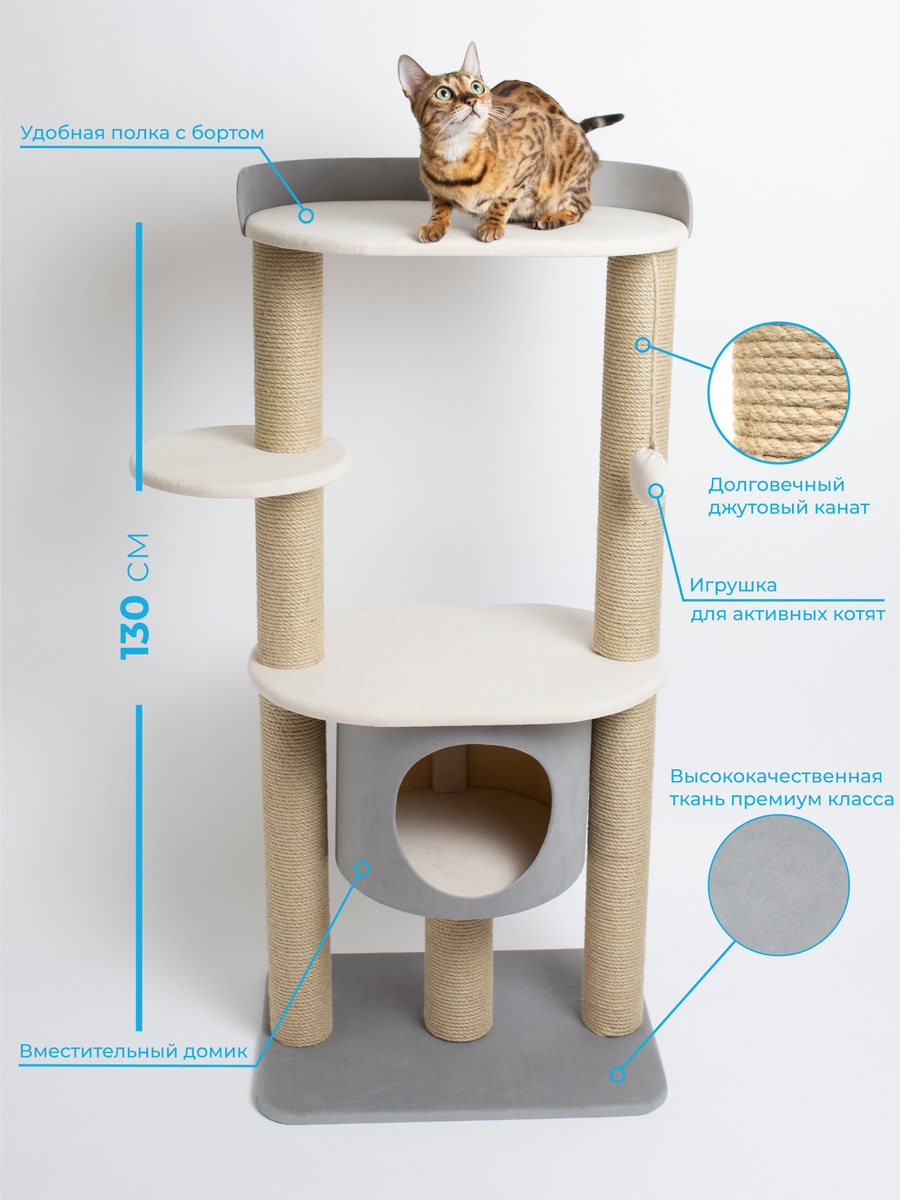 Удобная полка с бортом
130 СМ
Долговечный
джутовый канат
Игрушка
для активных котят
Высококачественная
ткань премиум класса
Вместительный домик